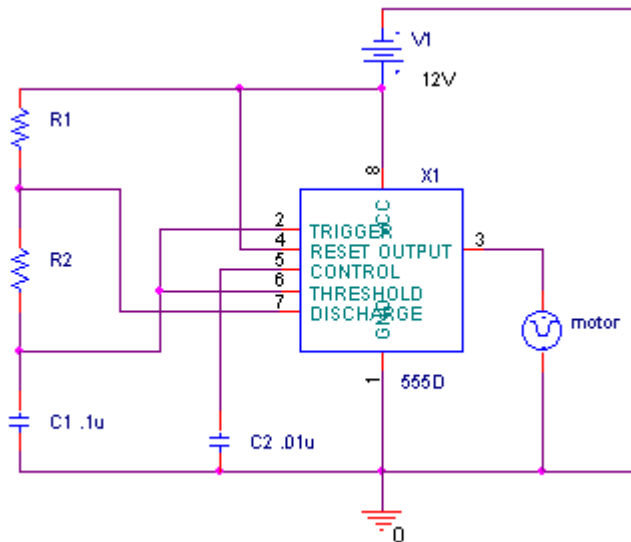 V1
12V
R1
8
X1
VCC
2 TRIGGER
4 RESET OUTPUT 3
5 CONTROL
6 THRESHOLD
7 DISCHARGE
GND
R2
motor
1
555D
C1 .1u
C2 .01u
0